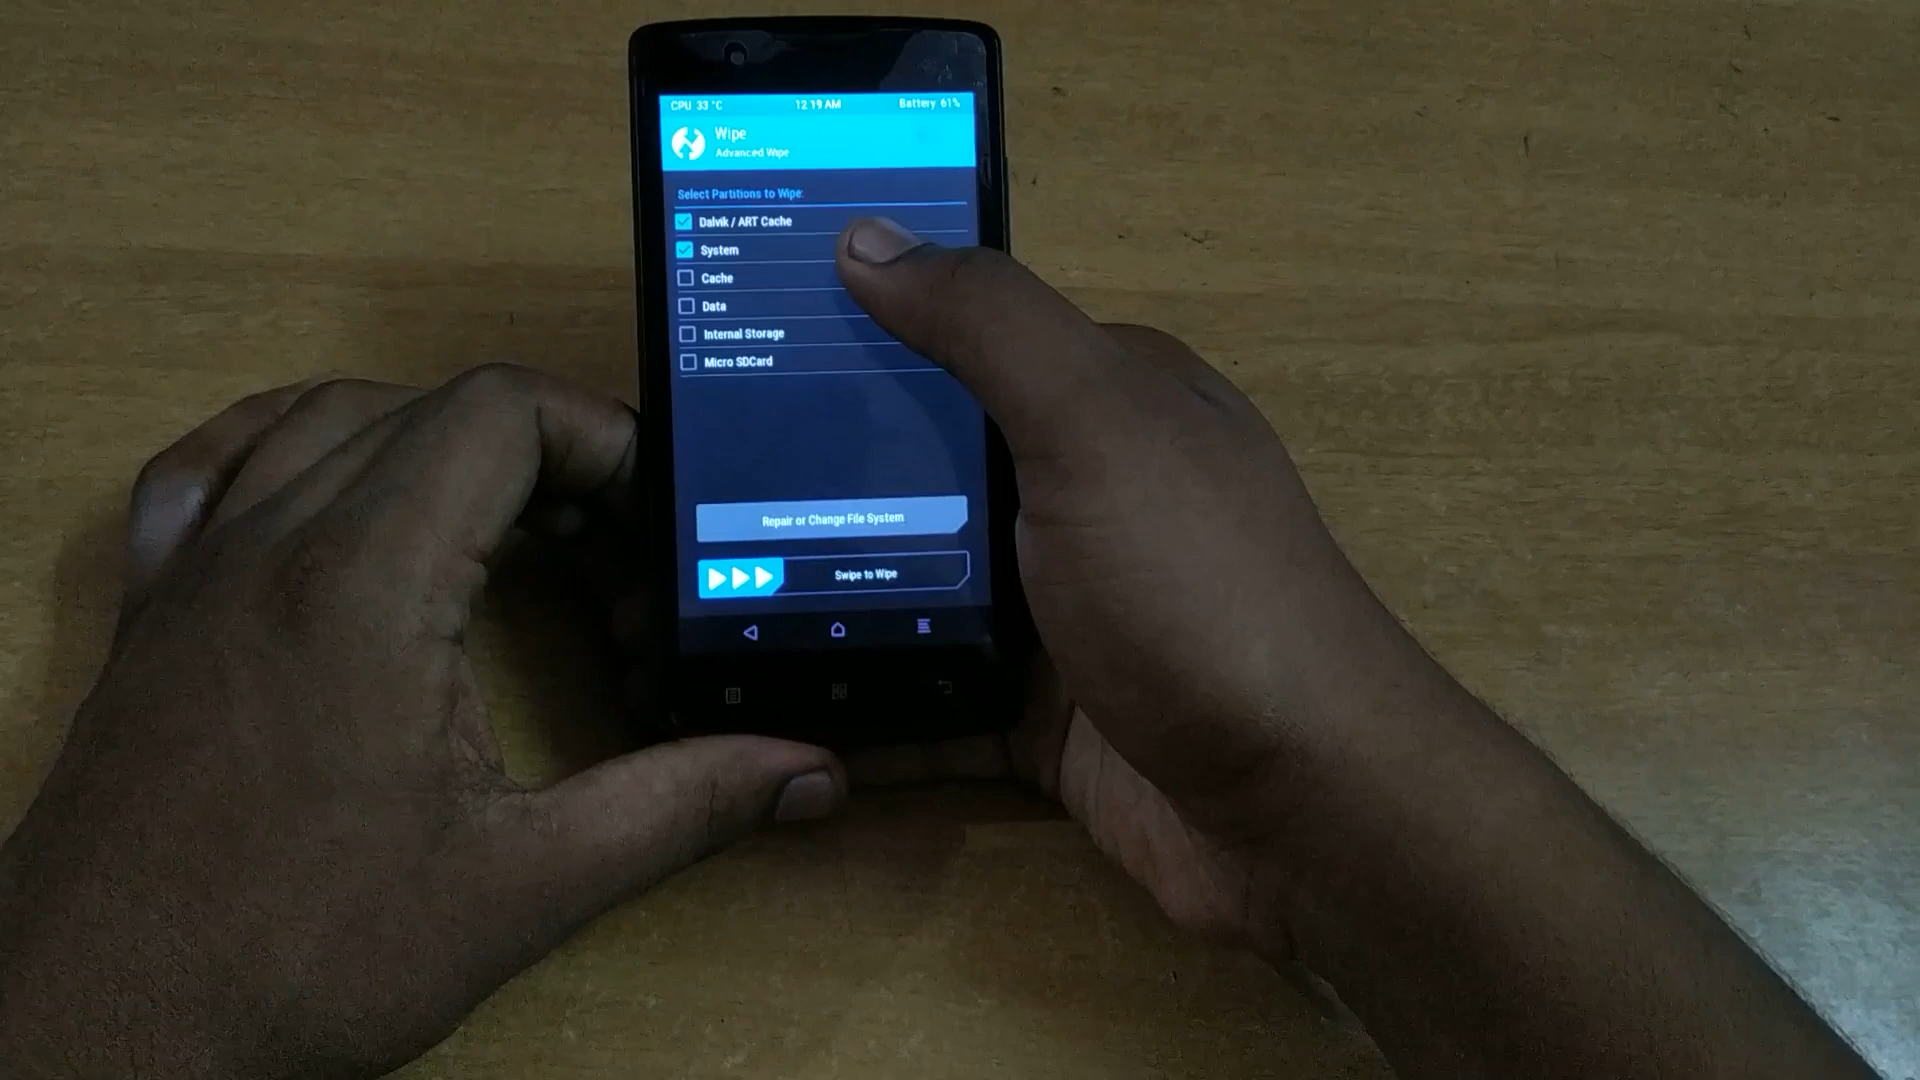 CPU 33 °C 12 19 AM Battery 61%
Wipe
Advanced Wipe
Select Partitions to Wipe:
Dalvik / ART Cache
System
Cache
Data
Internal Storage
Micro SDCard
Repair or Change File System
Swipe to Wipe